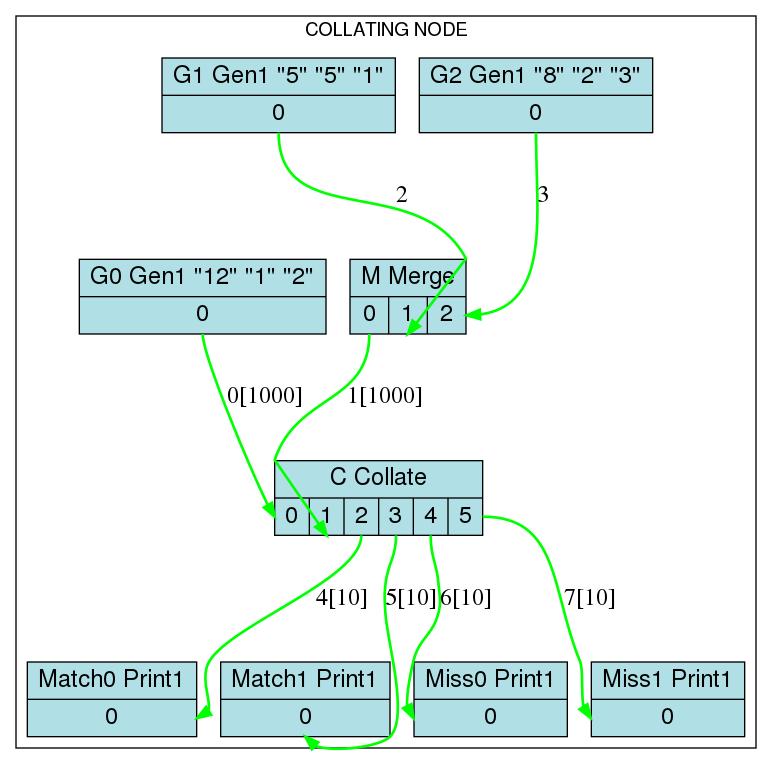 COLLATING NODE
G1 Gen1 "5" "5" "1"
0
G2 Gen1 "8" "2" "3"
0
2
3
G0 Gen1 "12" "1" "2"
0
M Merge
0 1 2
0[1000]
1[1000]
C Collate
0 1 2 3 4 5
4[10]
5[10]
6[10]
7[10]
Match0 Print1
0
Match1 Print1
0
Miss0 Print1
0
Miss1 Print1
0